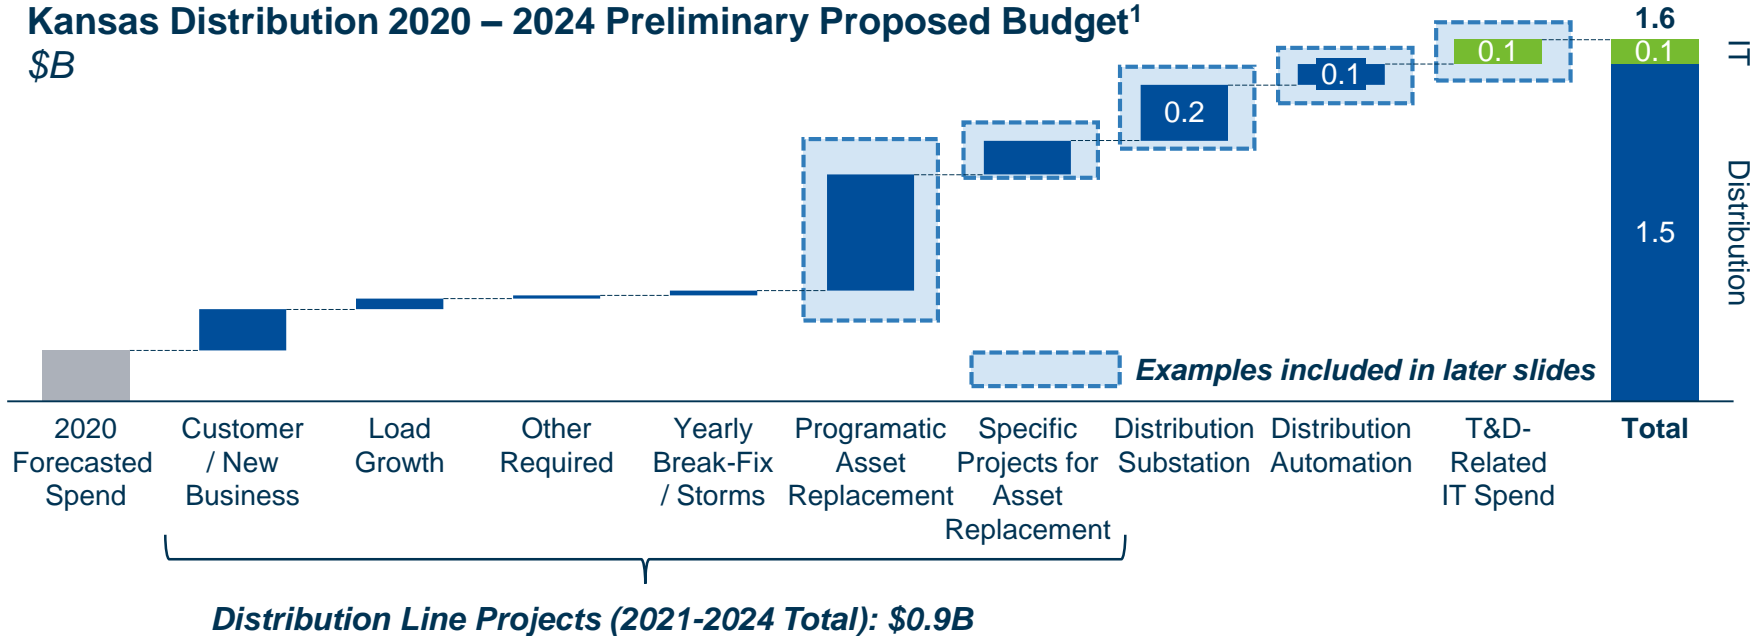 Kansas Distribution 2020 – 2024 Preliminary Proposed Budget¹
$B
1.6
0.1
0.1
0.1
0.2
1.5
IT
Distribution
Examples included in later slides
2020
Forecasted
Spend
Customer
/ New
Business
Load
Growth
Other
Required
Yearly
Break-Fix
/ Storms
Programatic
Asset
Replacement
Specific
Projects for
Asset
Replacement
Distribution
Substation
Distribution
Automation
T&D-
Related
IT Spend
Total
Distribution Line Projects (2021-2024 Total): $0.9B